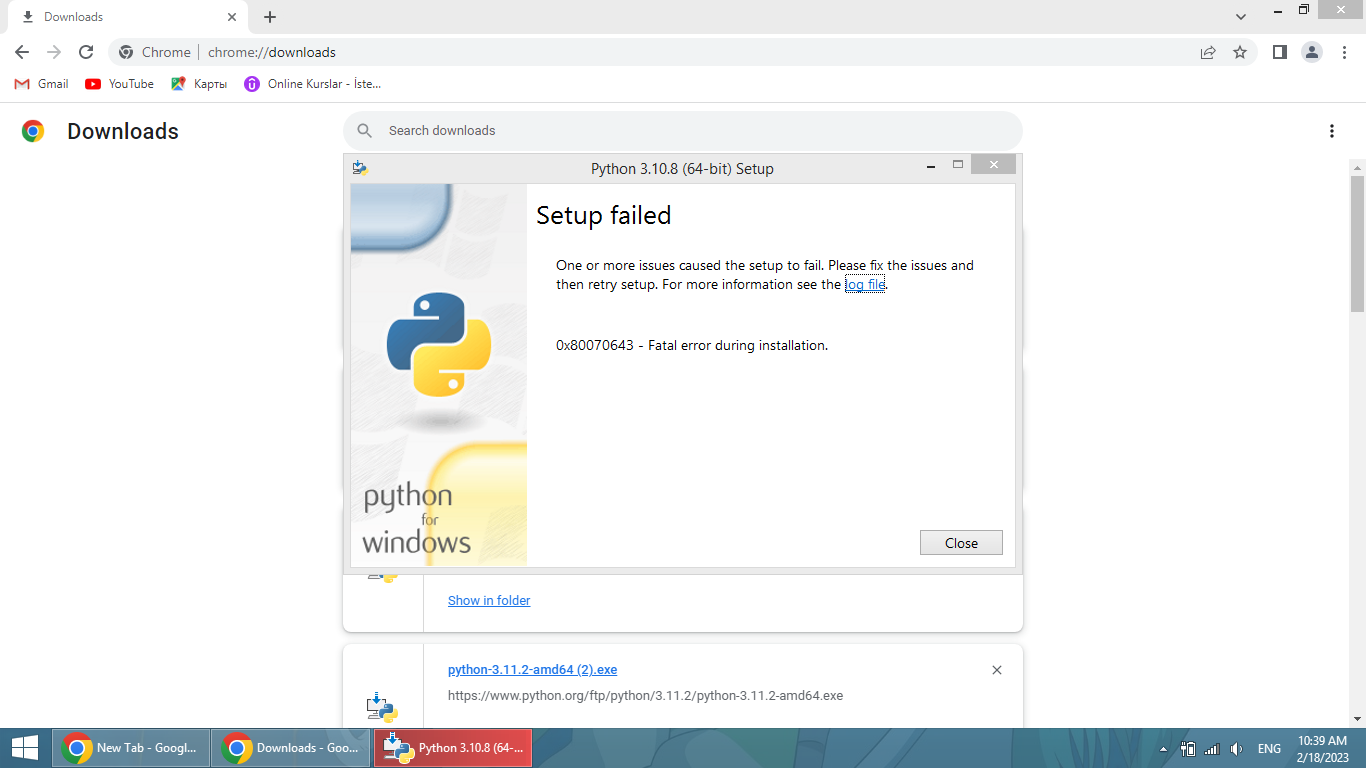 Downloads
Chrome
chrome://downloads
Gmail
YouTube
Карты
Online Kurslar - İste...
Downloads
Search downloads
Python 3.10.8 (64-bit) Setup
Setup failed
One or more issues caused the setup to fail. Please fix the issues and
then retry setup. For more information see the log file.
0x80070643 - Fatal error during installation.
python
for
windows
Close
Show in folder
python-3.11.2-amd64 (2).exe
https://www.python.org/ftp/python/3.11.2/python-3.11.2-amd64.exe
New Tab - Googl...
Downloads - Goo...
Python 3.10.8 (64-...
ENG
10:39 AM
2/18/2023